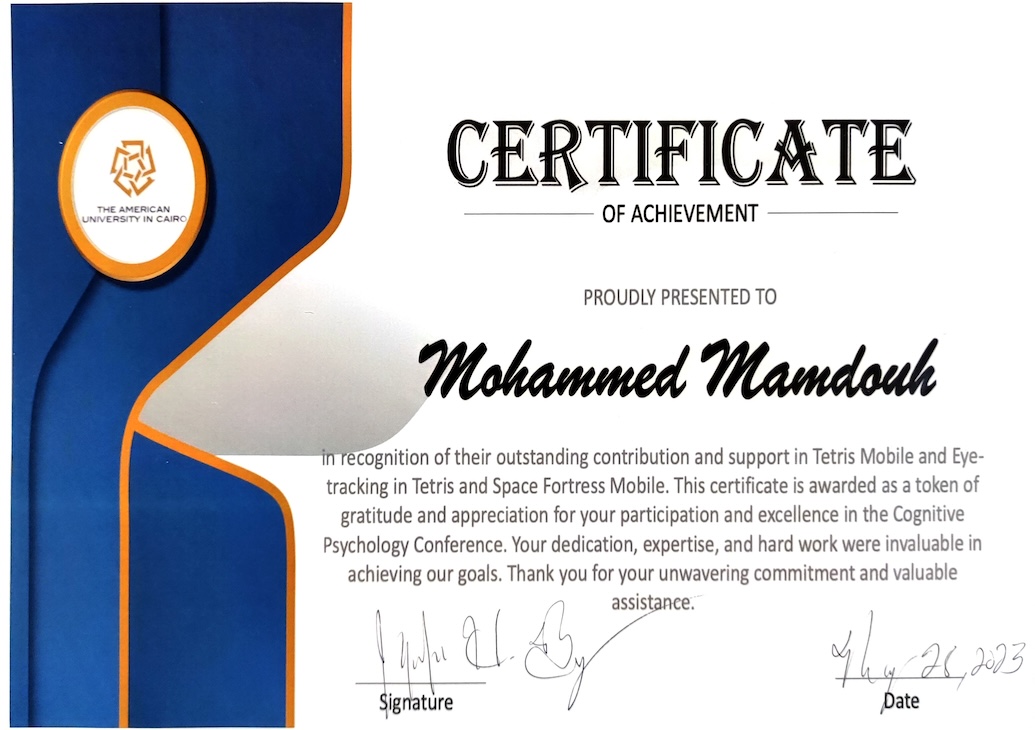 THE AMERICAN
UNIVERSITY IN CAIRO
CERTIFICATE
OF ACHIEVEMENT
PROUDLY PRESENTED TO
Mohammed Mamdouh
in recognition of their outstanding contribution and support in Tetris Mobile and Eye-
tracking in Tetris and Space Fortress Mobile. This certificate is awarded as a token of
gratitude and appreciation for your participation and excellence in the Cognitive
Psychology Conference. Your dedication, expertise, and hard work were invaluable in
achieving our goals. Thank you for your unwavering commitment and valuable
assistance.
May 28, 2023
Signature
Date